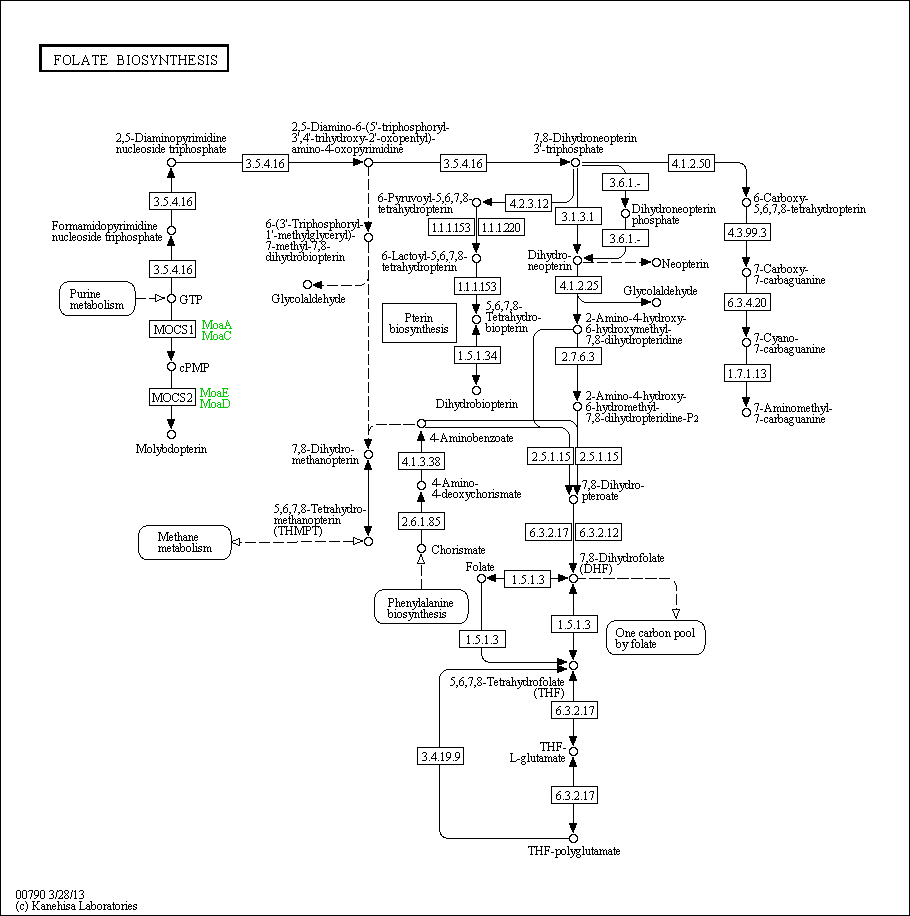 FOLATE BIOSYNTHESIS
2,5-Diaminopyrimidine
nucleoside triphosphate
2,5-Diamino-6-(5'-triphosphoryl-
3',4'-trihydroxy-2'-oxopentyl)-
amino-4-oxopyrimidine
7,8-Dihydroneopterin
3'-triphosphate
3.5.4.16
3.5.4.16
4.1.2.50
3.6.1.-
3.5.4.16
6-Pyruvoyl-5,6,7,8-
tetrahydropterin
4.2.3.12
3.1.3.1
Dihydroneopterin
phosphate
6-Carboxy-
5,6,7,8-tetrahydropterin
Formamidopyrimidine
nucleoside triphosphate
6-(3'-Triphosphoryl-
1'-methylglyceryl)-
7-methyl-7,8-
dihydrobiopterin
1.1.1.153
1.1.1.220
3.6.1.-
4.3.99.3
3.5.4.16
6-Lactoyl-5,6,7,8-
tetrahydropterin
Dihydro-
neopterin
Neopterin
7-Carboxy-
7-carbaguanine
Purine
metabolism
GTP
Glycolaldehyde
1.1.1.153
4.1.2.25
Glycolaldehyde
6.3.4.20
MOCS1
MoaA
MoaC
Pterin
biosynthesis
5,6,7,8-
Tetrahydro-
biopterin
2-Amino-4-hydroxy-
6-hydroxymethyl-
7,8-dihydropteridine
7-Cyano-
7-carbaguanine
cPMP
1.5.1.34
2.7.6.3
1.7.1.13
MOCS2
MoaE
MoaD
Dihydrobiopterin
2-Amino-4-hydroxy-
6-hydromethyl-
7,8-dihydropteridine-P2
7-Aminomethyl-
7-carbaguanine
Molybdopterin
7,8-Dihydro-
methanopterin
4-Aminobenzoate
4.1.3.38
2.5.1.15
2.5.1.15
4-Amino-
4-deoxychorismate
7,8-Dihydro-
pteroate
5,6,7,8-Tetrahydro-
methanopterin
(THMPT)
2.6.1.85
6.3.2.17
6.3.2.12
Methane
metabolism
Chorismate
7,8-Dihydrofolate
(DHF)
Folate
1.5.1.3
Phenylalanine
biosynthesis
1.5.1.3
1.5.1.3
One carbon pool
by folate
5,6,7,8-Tetrahydrofolate
(THF)
6.3.2.17
3.4.19.9
THF-
L-glutamate
6.3.2.17
THF-polyglutamate
00790 3/28/13
(c) Kanehisa Laboratories